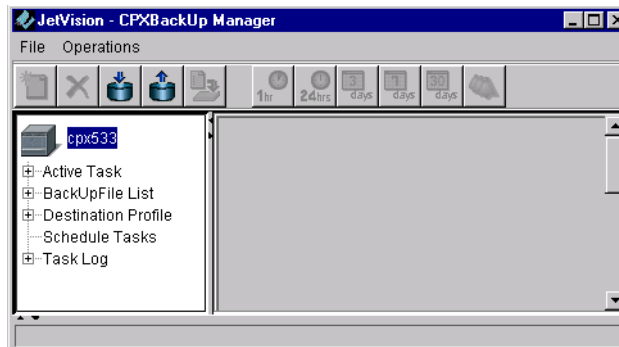 JetVision - CPXBackUp Manager
File Operations
1hr 24hrs 3 days 7 days 30 days
cpx533
Active Task
BackUpFile List
Destination Profile
Schedule Tasks
Task Log